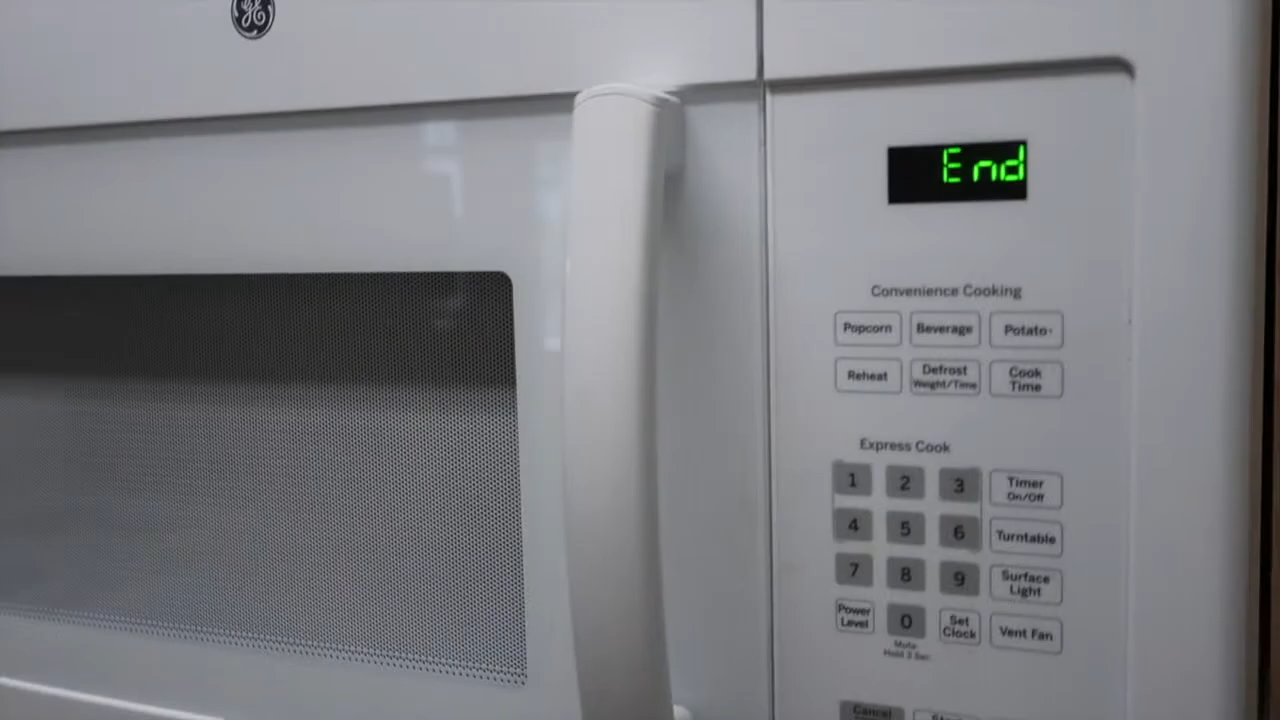 GE
End
Convenience Cooking
Popcorn Beverage Potato
Reheat Defrost Weight/Time Cook Time
Express Cook
1 2 3 Timer On/Off
4 5 6 Turntable
7 8 9 Surface Light
Power Level 0 Set Clock Vent Fan
Mute
Hold 3 Sec
Cancel